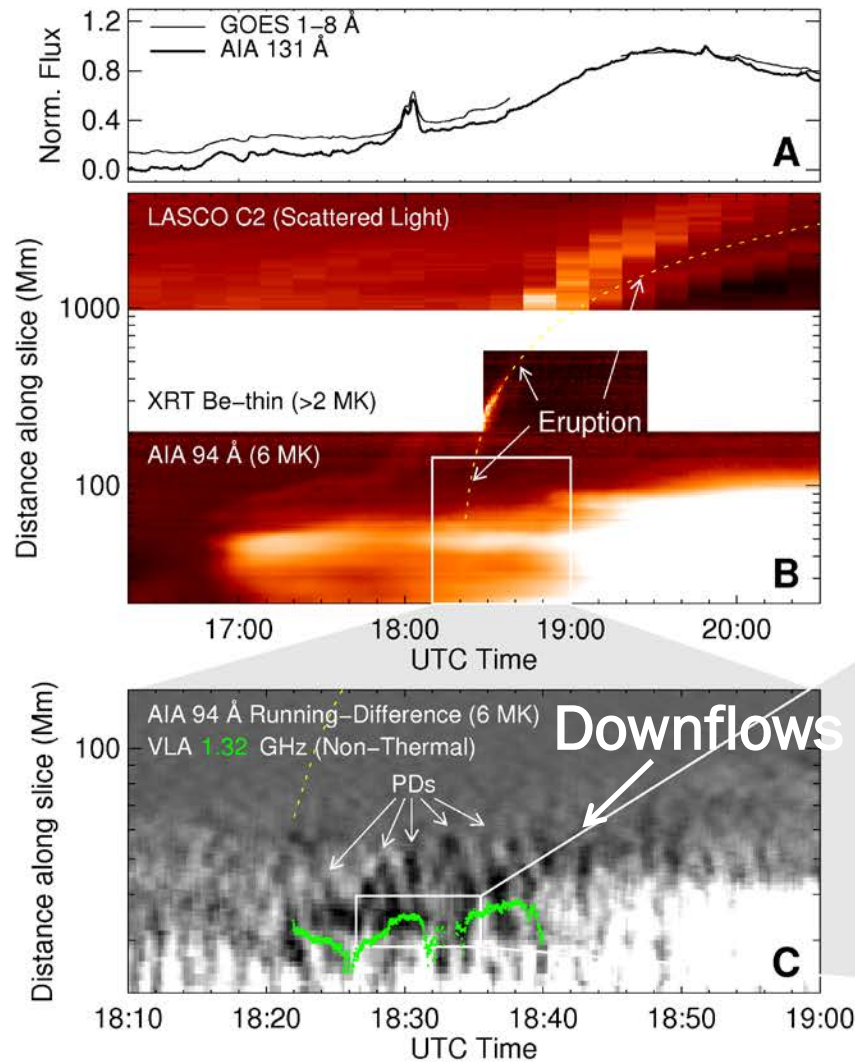 GOES 1−8 Å
AIA 131 Å
1.2
0.8
0.4
0.0
Norm. Flux
A
LASCO C2 (Scattered Light)
1000
XRT Be−thin (>2 MK)
Eruption
AIA 94 Å (6 MK)
100
Distance along slice (Mm)
B
17:00 18:00 19:00 20:00
UTC Time
AIA 94 Å Running−Difference (6 MK)
VLA 1.32 GHz (Non−Thermal)
Downflows
PDs
100
Distance along slice (Mm)
C
18:10 18:20 18:30 18:40 18:50 19:00
UTC Time